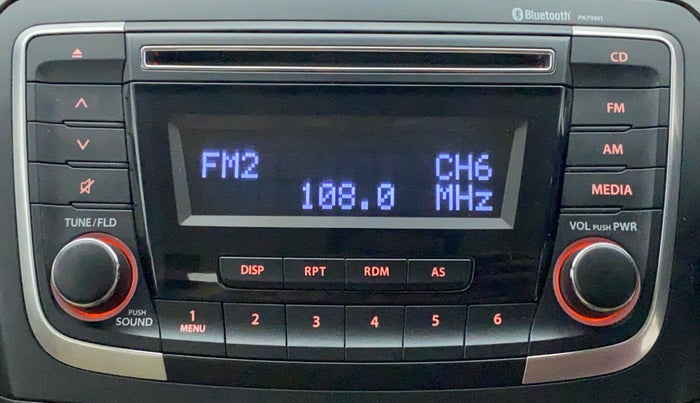 Bluetooth® PA79M1
CD
FM
AM
MEDIA
FM2 CH6
108.0 MHz
TUNE/FLD
VOL PUSH PWR
DISP RPT RDM AS
PUSH
SOUND
1 2 3 4 5 6
MENU